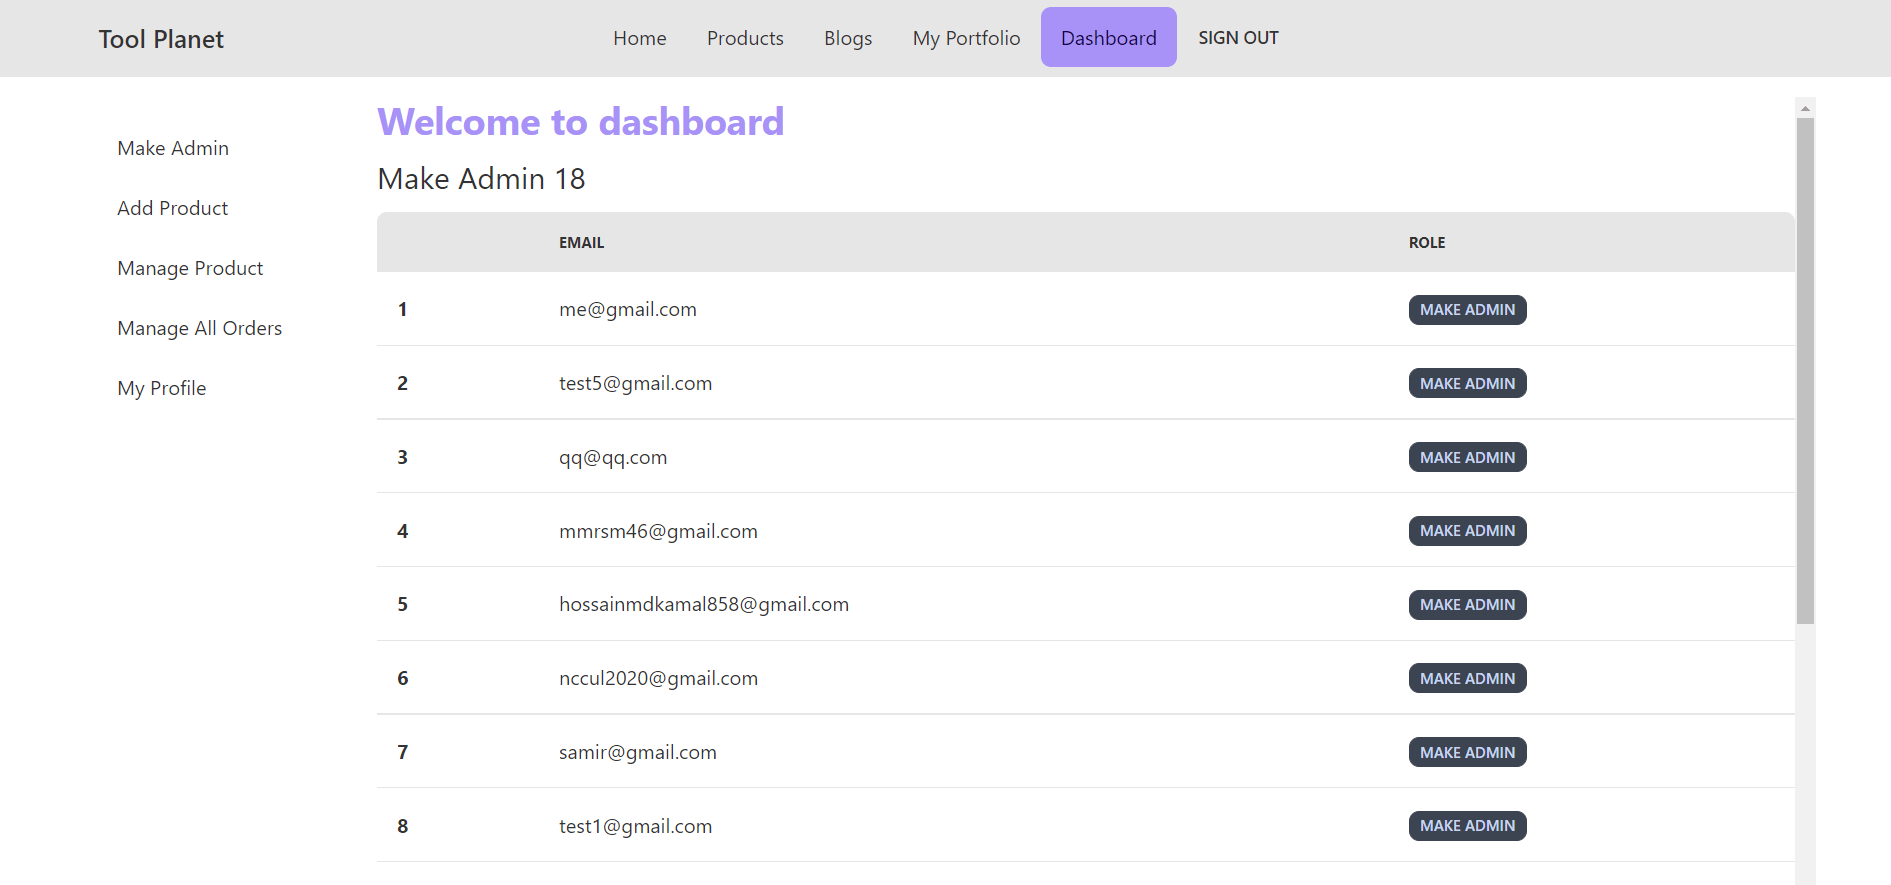 Tool Planet
Home Products Blogs My Portfolio Dashboard SIGN OUT
Make Admin
Add Product
Manage Product
Manage All Orders
My Profile
Welcome to dashboard
Make Admin 18
EMAIL ROLE
1 me@gmail.com MAKE ADMIN
2 test5@gmail.com MAKE ADMIN
3 qq@qq.com MAKE ADMIN
4 mmrsm46@gmail.com MAKE ADMIN
5 hossainmdkamal858@gmail.com MAKE ADMIN
6 nccul2020@gmail.com MAKE ADMIN
7 samir@gmail.com MAKE ADMIN
8 test1@gmail.com MAKE ADMIN